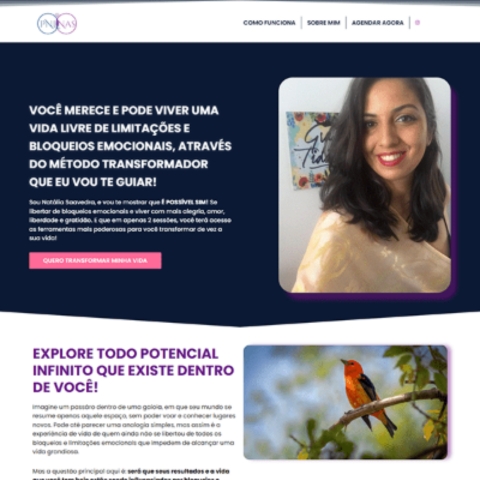 PNINAS
COMO FUNCIONA
SOBRE MIM
AGENDAR AGORA
VOCÊ MERECE E PODE VIVER UMA
VIDA LIVRE DE LIMITAÇÕES E
BLOQUEIOS EMOCIONAIS, ATRAVÉS
DO MÉTODO TRANSFORMADOR
QUE EU VOU TE GUIAR!
Sou Natália Saavedra, e vou te mostrar que É POSSÍVEL SIM! Se
libertar de bloqueios emocionais e viver com mais alegria, amor,
liberdade e gratidão. E que em apenas 2 sessões, você terá acesso
as ferramentas mais poderosas para você transformar de vez a
sua vida!
QUERO TRANSFORMAR MINHA VIDA
EXPLORE TODO POTENCIAL
INFINITO QUE EXISTE DENTRO
DE VOCÊ!
Imagine um pássaro dentro de uma gaiola, em que seu mundo se
resume apenas aquele espaço, sem poder voar e conhecer lugares
novos. Pode até parecer uma analogia simples, mas assim é a
experiência de vida de quem ainda não se libertou de todos os
bloqueios e limitações emocionais que impedem de alcançar uma
vida grandiosa.
Mas a questão principal aqui é: será que seus resultados e a vida